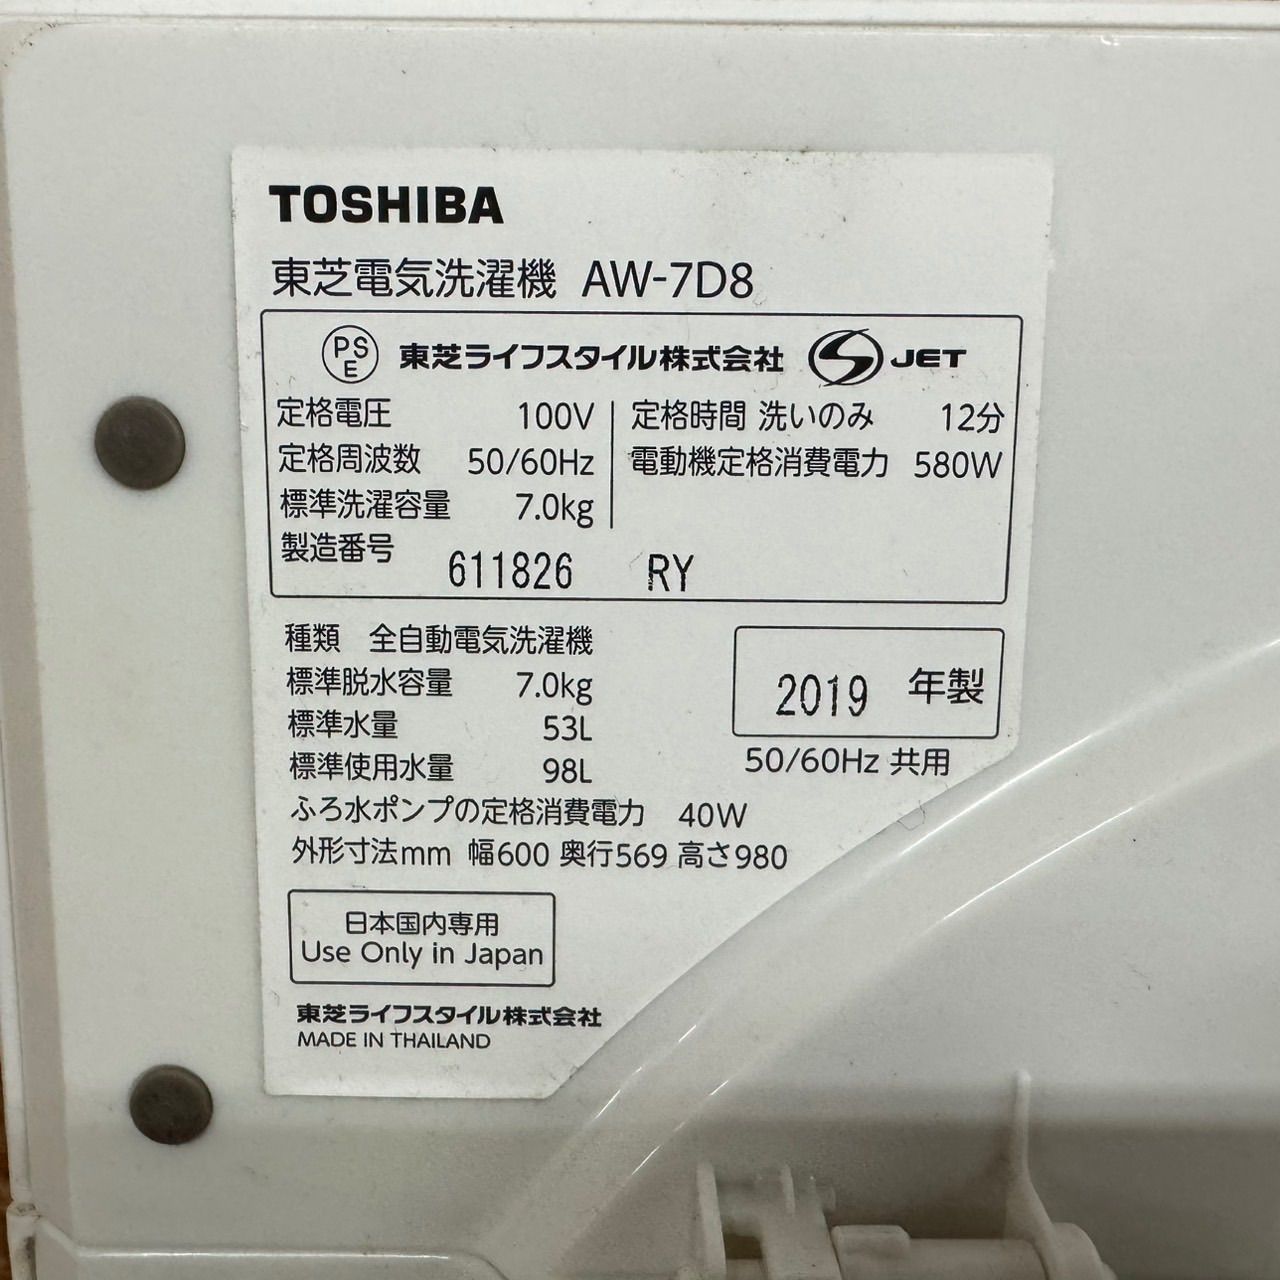 TOSHIBA
東芝電気洗濯機 AW-7D8
PSE 東芝ライフスタイル株式会社 S JET
定格電圧 100V
定格周波数 50/60Hz
標準洗濯容量 7.0kg
定格時間 洗いのみ 12分
電動機定格消費電力 580W
製造番号 611826 RY
種類 全自動電気洗濯機
標準脱水容量 7.0kg
標準水量 53L
標準使用水量 98L
ふろ水ポンプの定格消費電力 40W
外形寸法mm 幅600 奥行569 高さ980
2019 年製
50/60Hz 共用
日本国内専用
Use Only in Japan
東芝ライフスタイル株式会社
MADE IN THAILAND